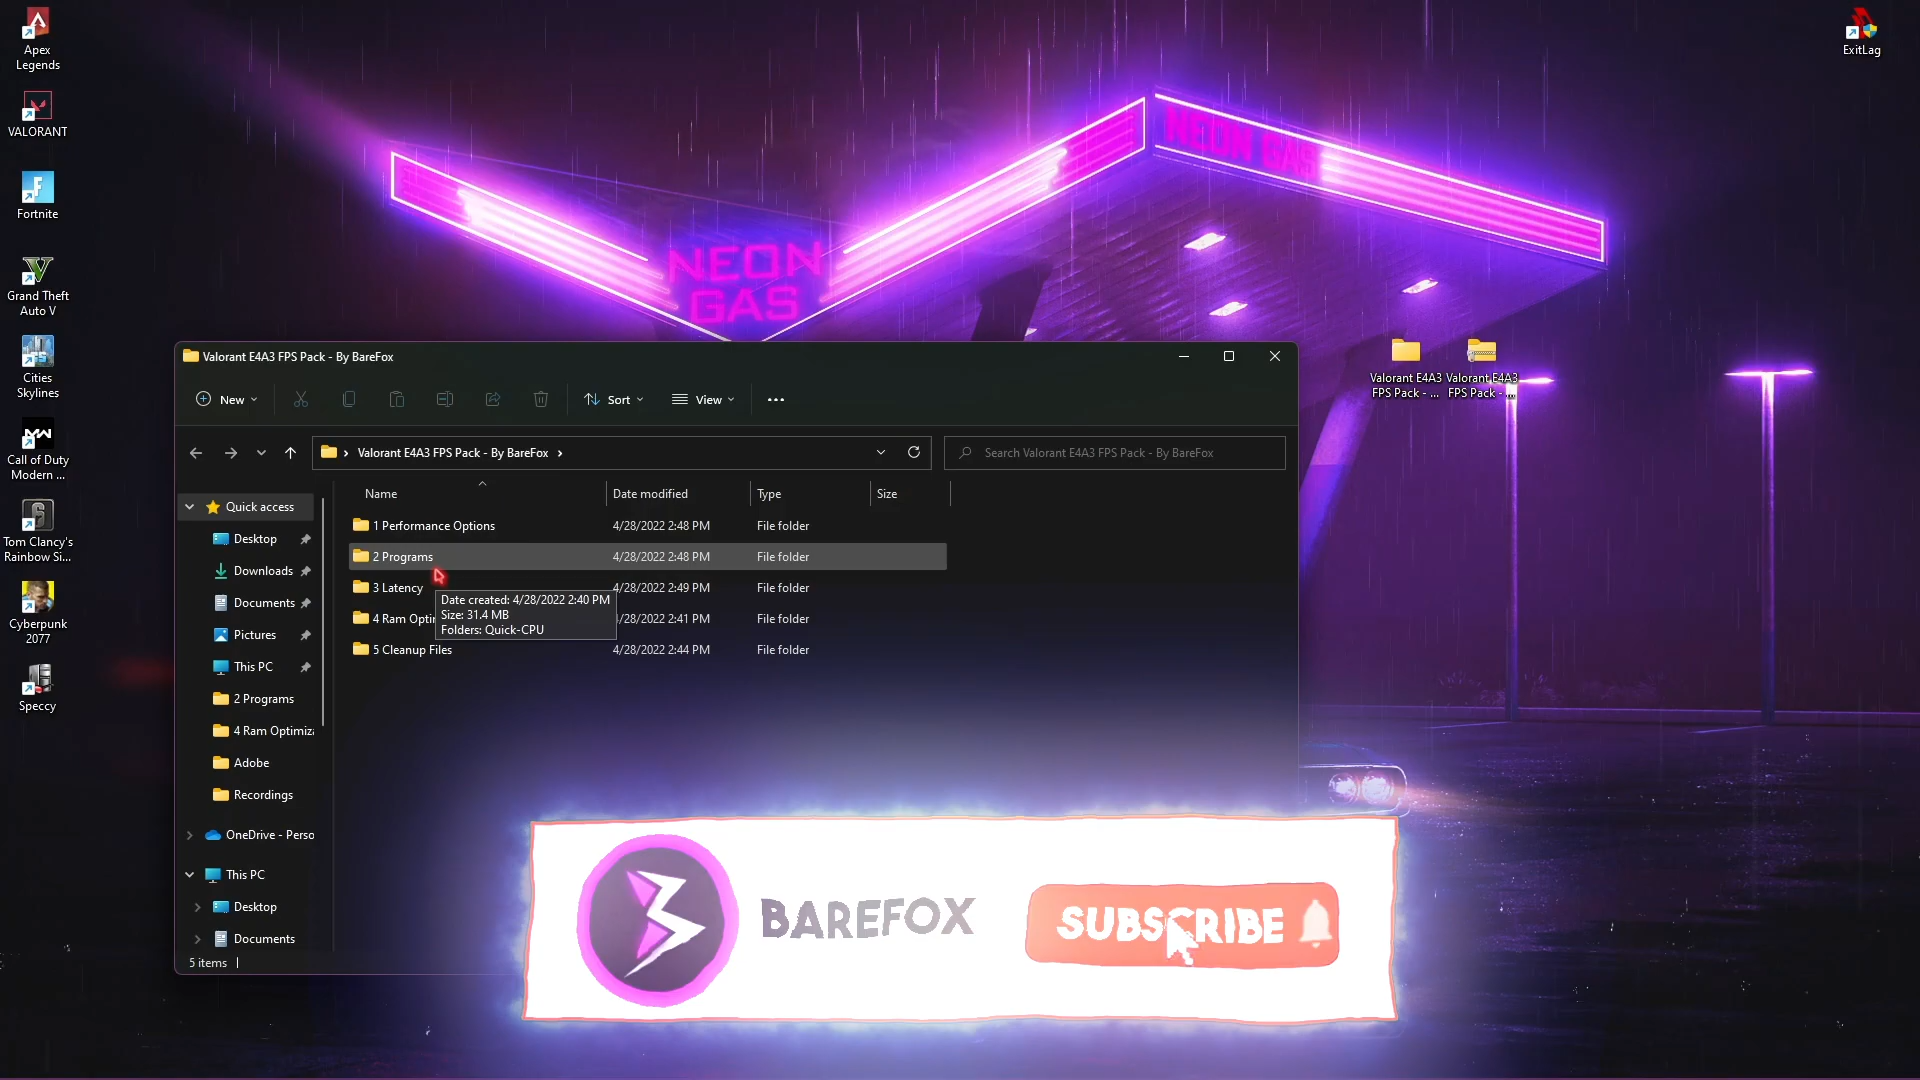 Apex
Legends
VALORANT
Fortnite
Grand Theft
Auto V
Cities
Skylines
Call of Duty
Modern ...
Tom Clancy's
Rainbow Si...
Cyberpunk
2077
Speccy
ExitLag
NEON GAS
NEON
GAS
Valorant E4A3
FPS Pack - ...
Valorant E4A3
FPS Pack - ...
Valorant E4A3 FPS Pack - By BareFox
New
Sort
View
Valorant E4A3 FPS Pack - By BareFox
Search Valorant E4A3 FPS Pack - By BareFox
Name Date modified Type Size
1 Performance Options 4/28/2022 2:48 PM File folder
2 Programs 4/28/2022 2:48 PM File folder
3 Latency 4/28/2022 2:49 PM File folder
4 Ram Opti /28/2022 2:41 PM File folder
5 Cleanup Files 4/28/2022 2:44 PM File folder
Date created: 4/28/2022 2:40 PM
Size: 31.4 MB
Folders: Quick-CPU
Quick access
Desktop
Downloads
Documents
Pictures
This PC
2 Programs
4 Ram Optimiz
Adobe
Recordings
OneDrive - Perso
This PC
Desktop
Documents
5 items
BAREFOX
SUBSCRIBE